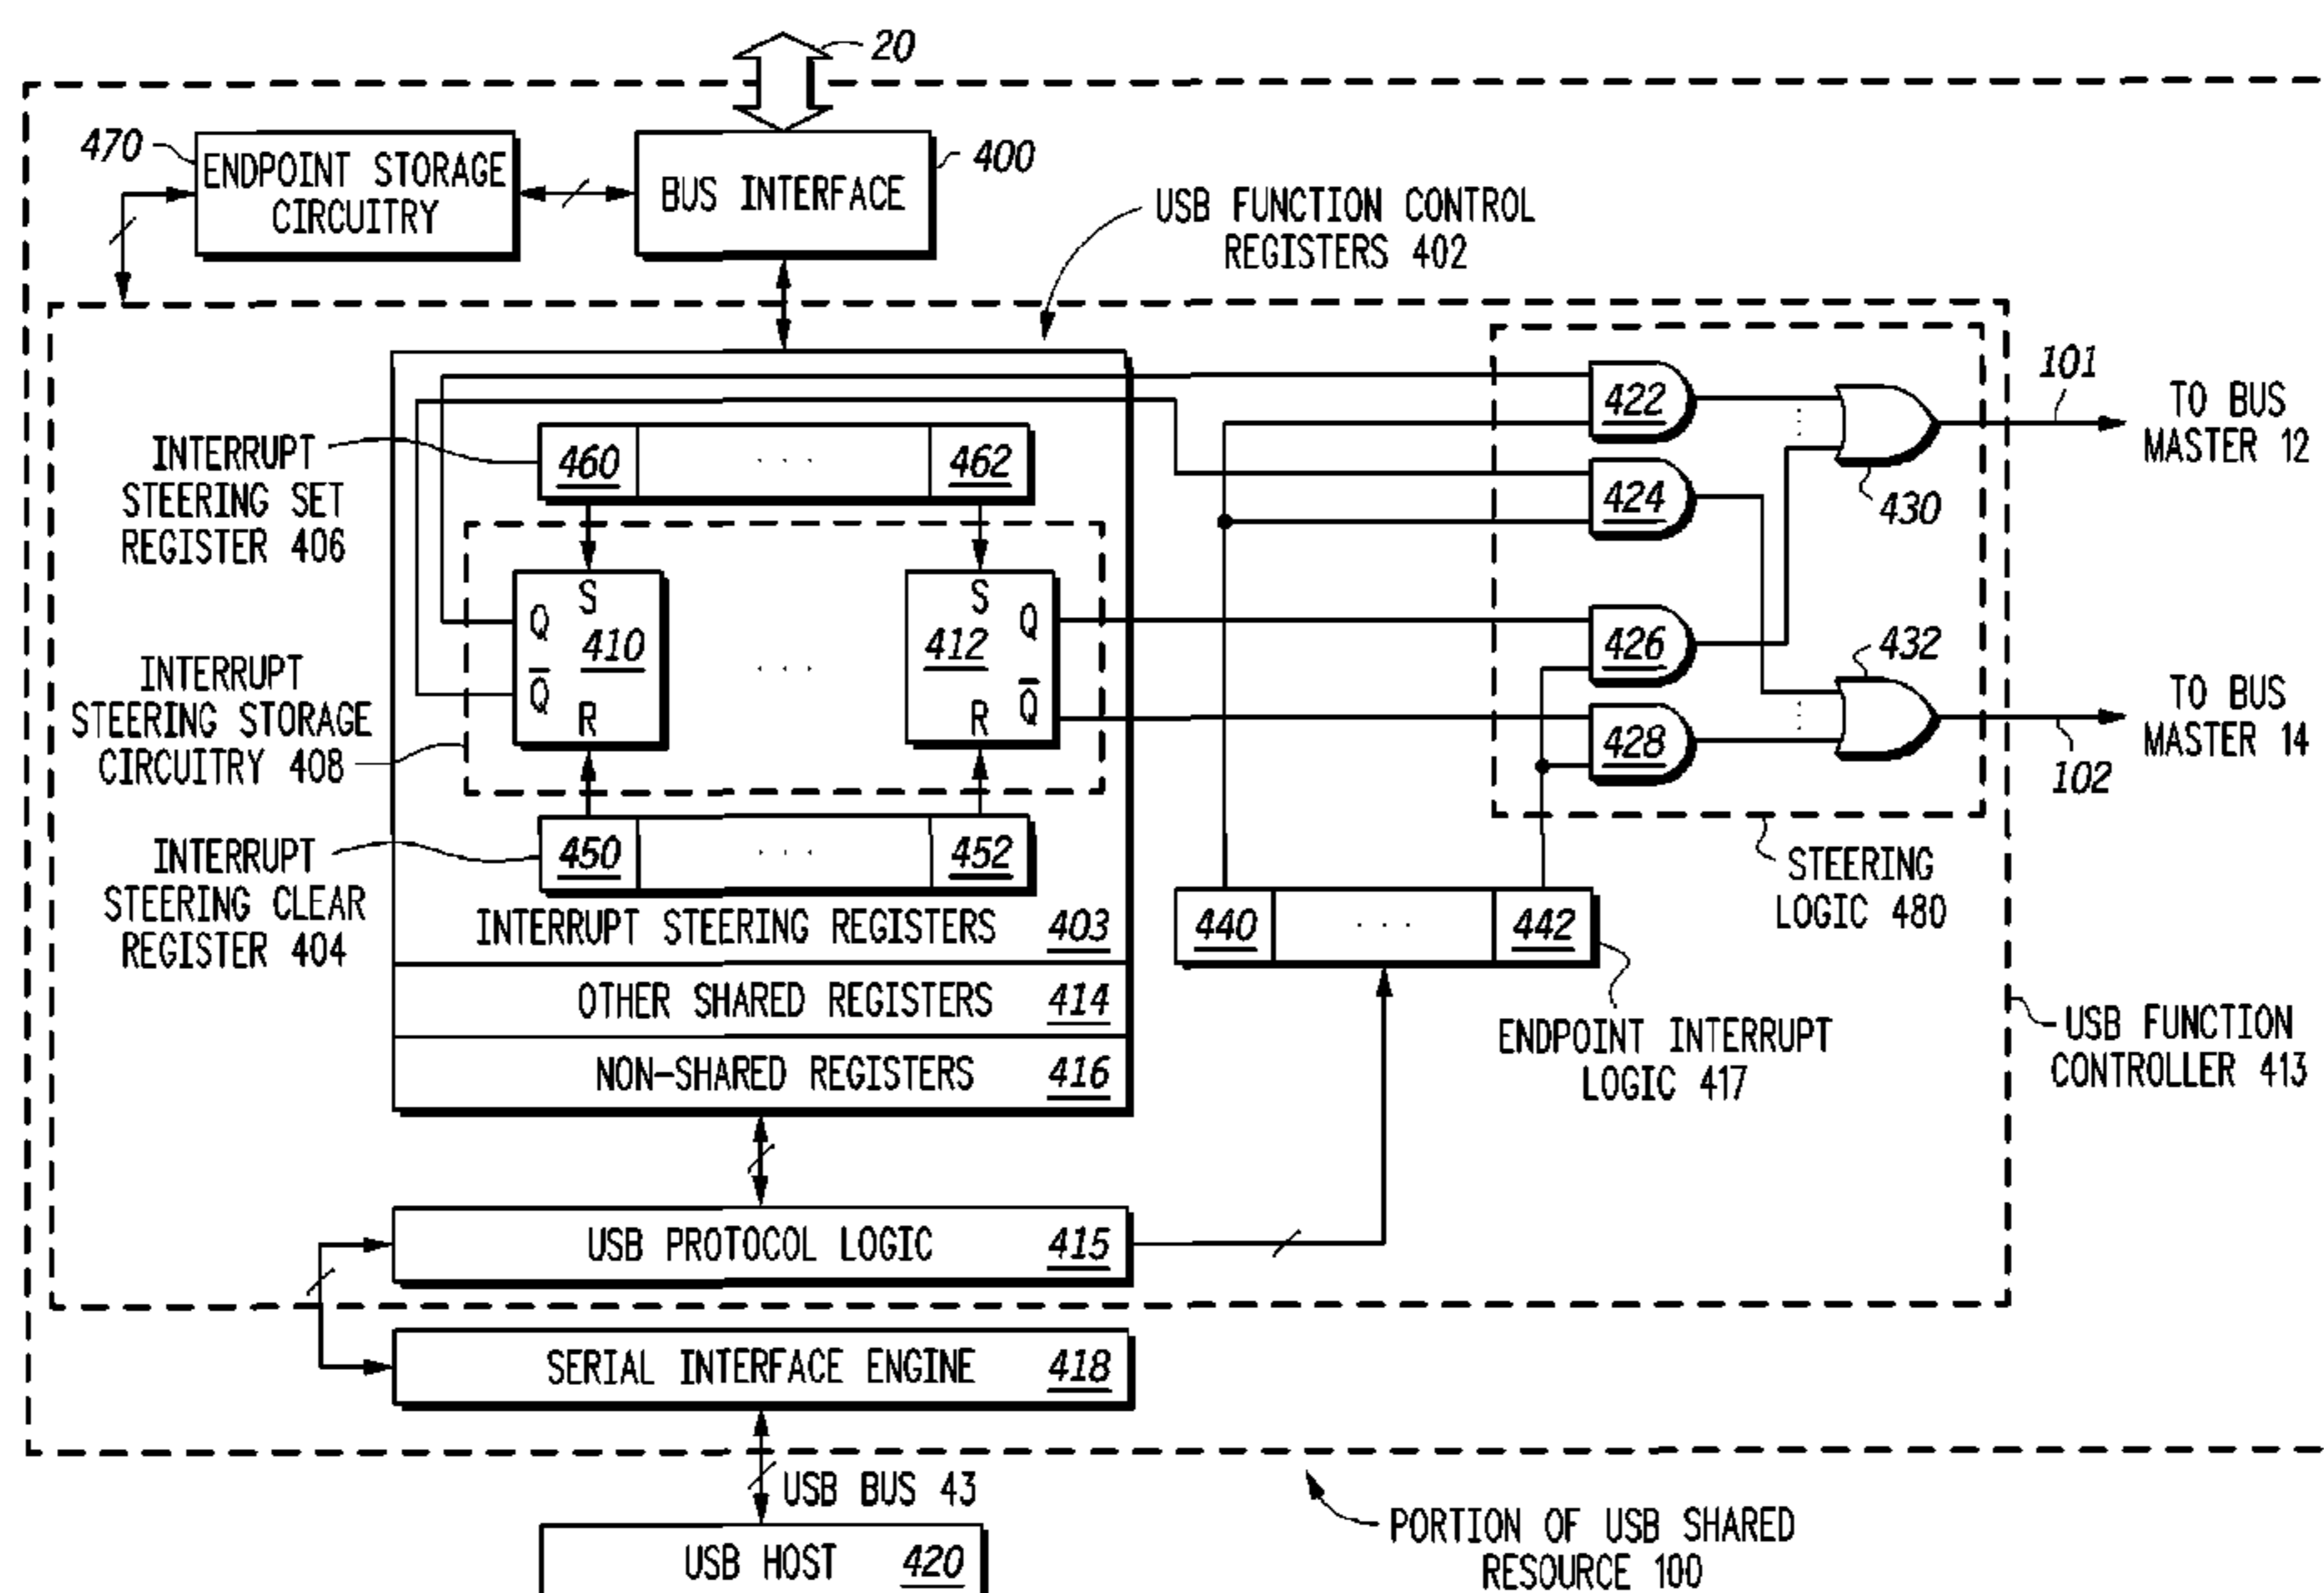 20
470
ENDPOINT STORAGE
CIRCUITRY
BUS INTERFACE
400
USB FUNCTION CONTROL
REGISTERS 402
INTERRUPT
STEERING SET
REGISTER 406
460
. . .
462
422
424
430
101
TO BUS
MASTER 12
INTERRUPT
STEERING STORAGE
CIRCUITRY 408
S
Q
410
Q̅
R
. . .
S
412
Q
R
Q̅
426
428
432
102
TO BUS
MASTER 14
INTERRUPT
STEERING CLEAR
REGISTER 404
450
. . .
452
INTERRUPT STEERING REGISTERS 403
OTHER SHARED REGISTERS 414
NON-SHARED REGISTERS 416
440
. . .
442
STEERING
LOGIC 480
ENDPOINT INTERRUPT
LOGIC 417
USB FUNCTION
CONTROLLER 413
USB PROTOCOL LOGIC 415
SERIAL INTERFACE ENGINE 418
USB BUS 43
USB HOST 420
PORTION OF USB SHARED
RESOURCE 100